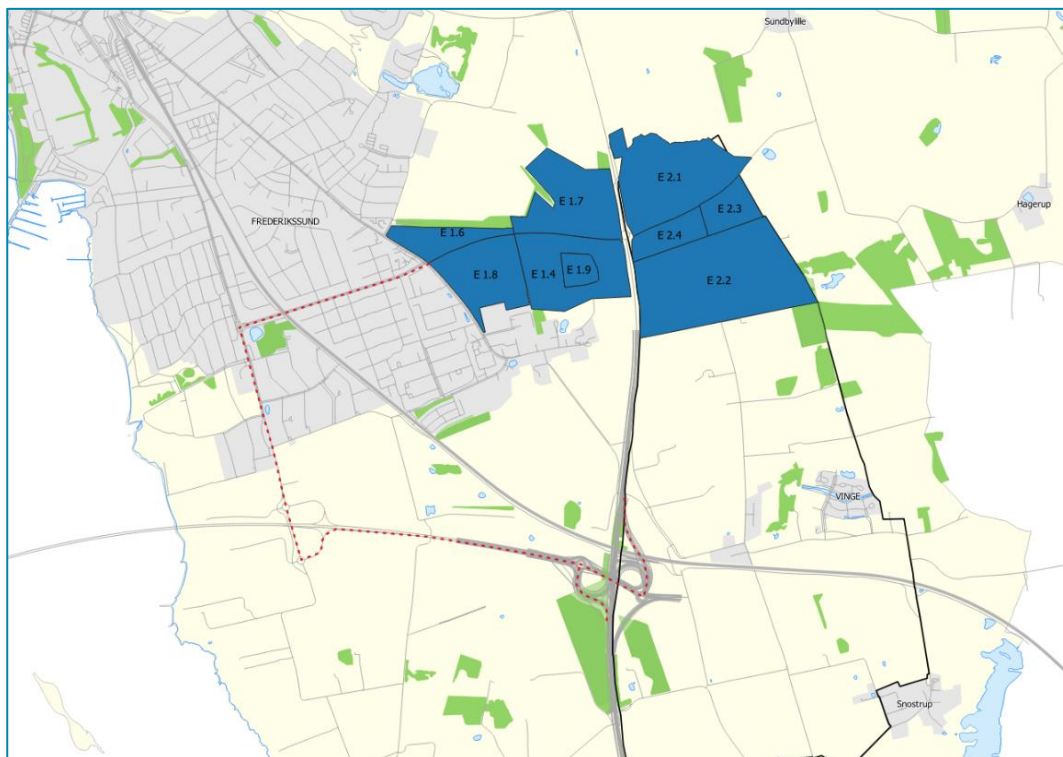 Sundbylille
E 2.1
E 1.7
E 2.3
Hagerup
FREDERIKSSUND
E 1.6
E 2.4
E 1.8
E 1.4
E 1.9
E 2.2
VINGE
Snostrup